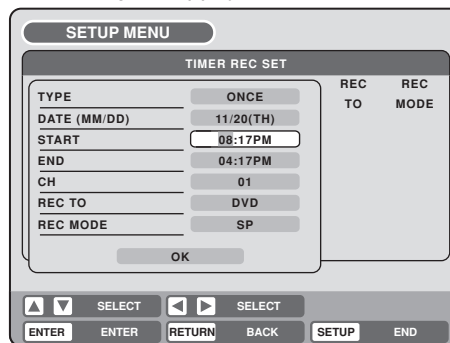 SETUP MENU
TIMER REC SET
REC REC
TO MODE
TYPE ONCE
DATE (MM/DD) 11/20(TH)
START 08:17PM
END 04:17PM
CH 01
REC TO DVD
REC MODE SP
OK
SELECT SELECT
ENTER ENTER RETURN BACK SETUP END